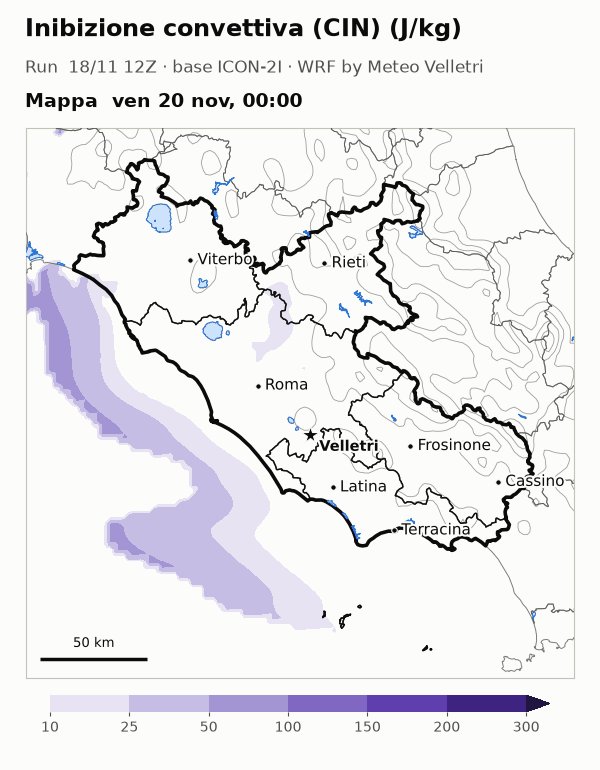 Inibizione convettiva (CIN) (J/kg)
Run  18/11 12Z · base ICON-2I · WRF by Meteo Velletri
Mappa  ven 20 nov, 00:00
Viterbo
Rieti
Roma
Velletri
Frosinone
Latina
Cassino
Terracina
50 km
10 25 50 100 150 200 300